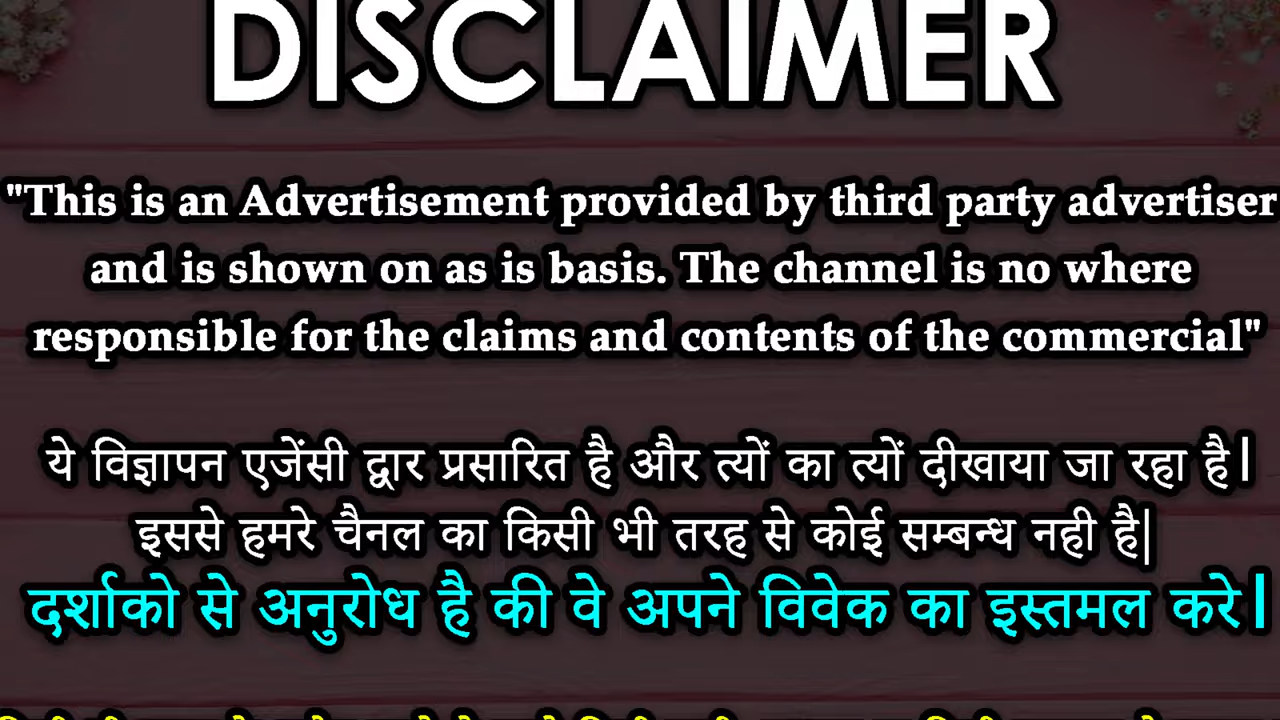 DISCLAIMER
"This is an Advertisement provided by third party advertiser
and is shown on as is basis. The channel is no where
responsible for the claims and contents of the commercial"
ये विज्ञापन एजेंसी द्वार प्रसारित है और त्यों का त्यों दीखाया जा रहा है।
इससे हमरे चैनल का किसी भी तरह से कोई सम्बन्ध नही है|
दर्शाको से अनुरोध है की वे अपने विवेक का इस्तमल करे।